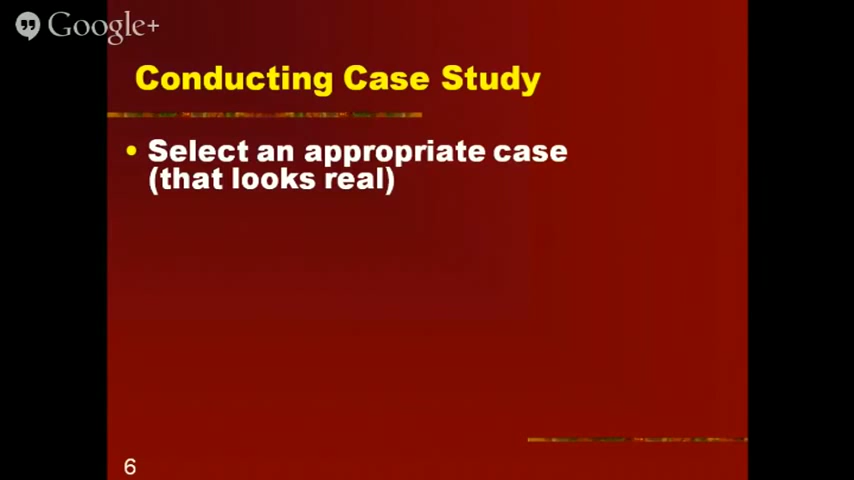 Google+
Conducting Case Study
• Select an appropriate case
(that looks real)
6